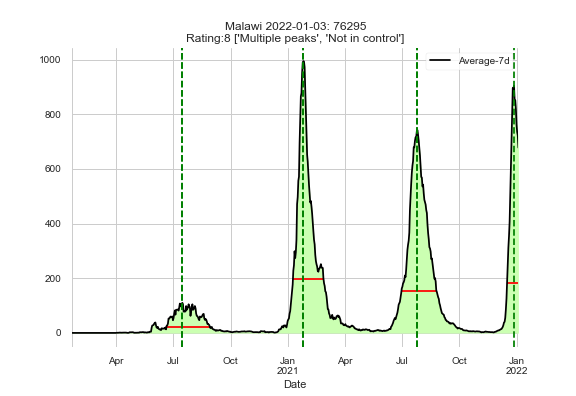 Malawi 2022-01-03: 76295
Rating:8 ['Multiple peaks', 'Not in control']
Average-7d
1000
800
600
400
200
0
Apr Jul Oct Jan Apr Jul Oct Jan
2021 2022
Date